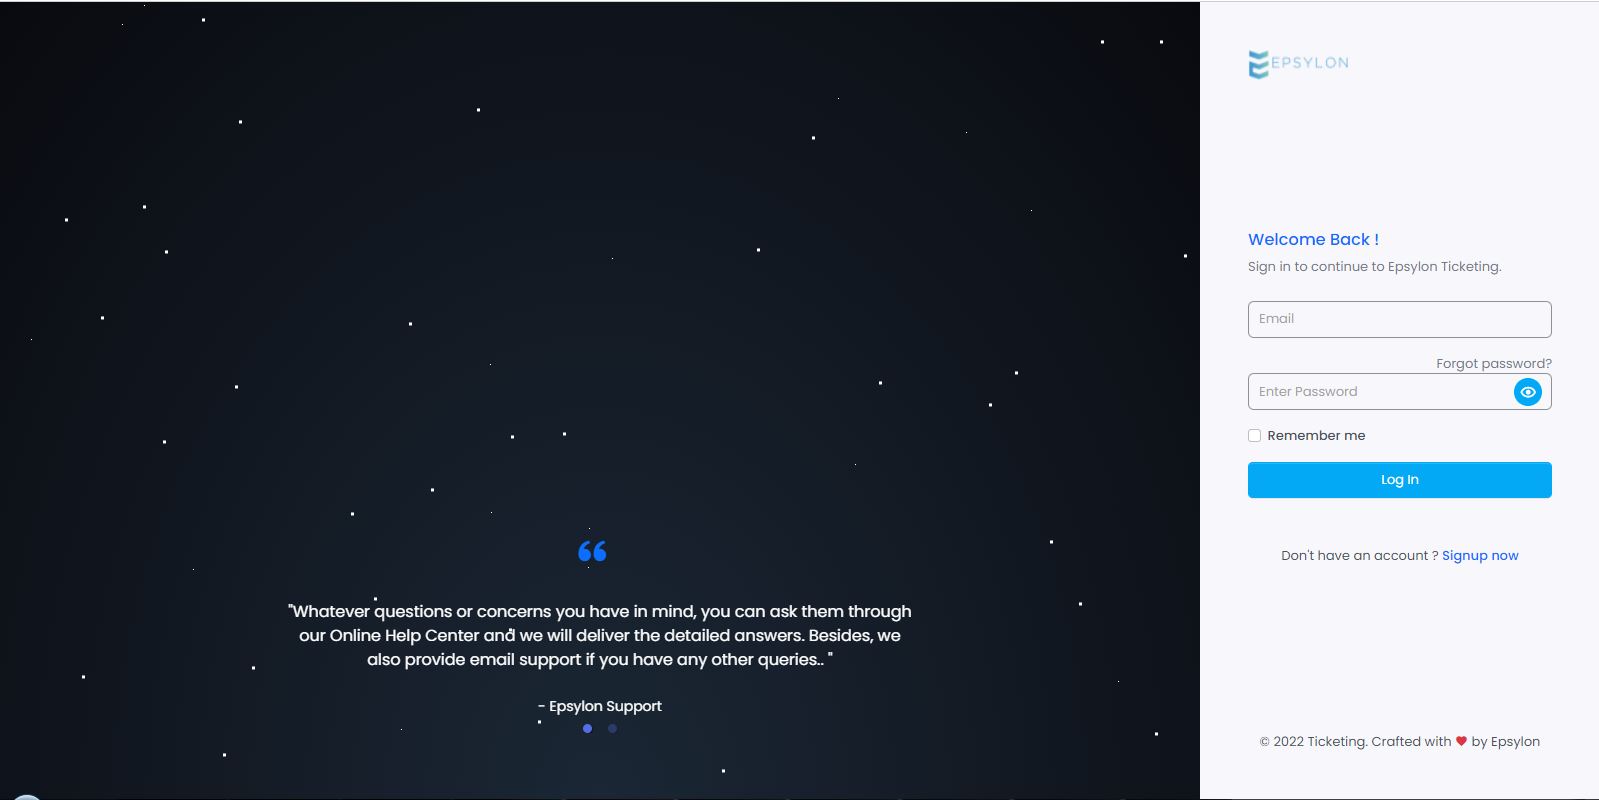 EPSYLON
Welcome Back !
Sign in to continue to Epsylon Ticketing.
Email
Forgot password?
Enter Password
Remember me
Log In
Don't have an account ? Signup now
© 2022 Ticketing. Crafted with ❤ by Epsylon
“
"Whatever questions or concerns you have in mind, you can ask them through
our Online Help Center and we will deliver the detailed answers. Besides, we
also provide email support if you have any other queries.. "
- Epsylon Support